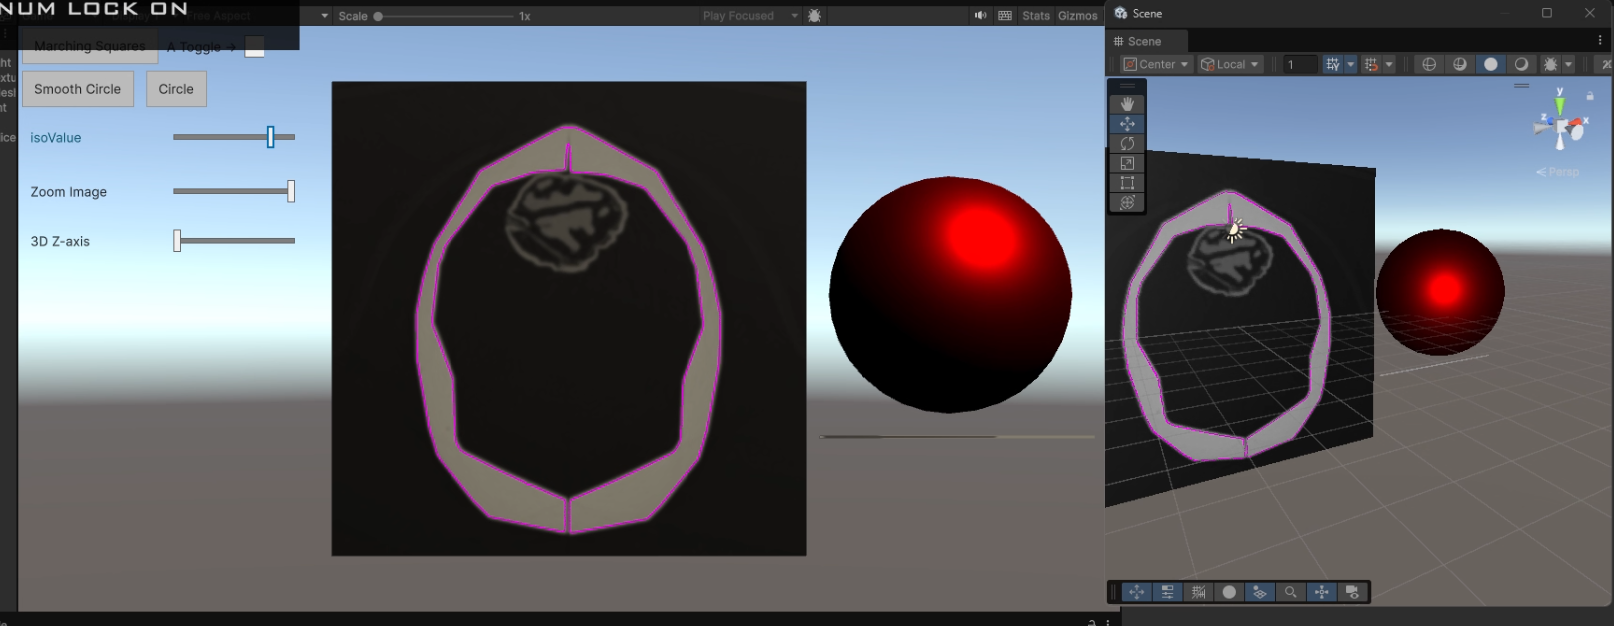 NUM LOCK ON
Free Aspect
Scale 1x
Play Focused
Stats
Gizmos
Marching Squares
A Toggle ->
Smooth Circle
Circle
isoValue
Zoom Image
3D Z-axis
Scene
Scene
Center
Local
1
y
z
x
Persp